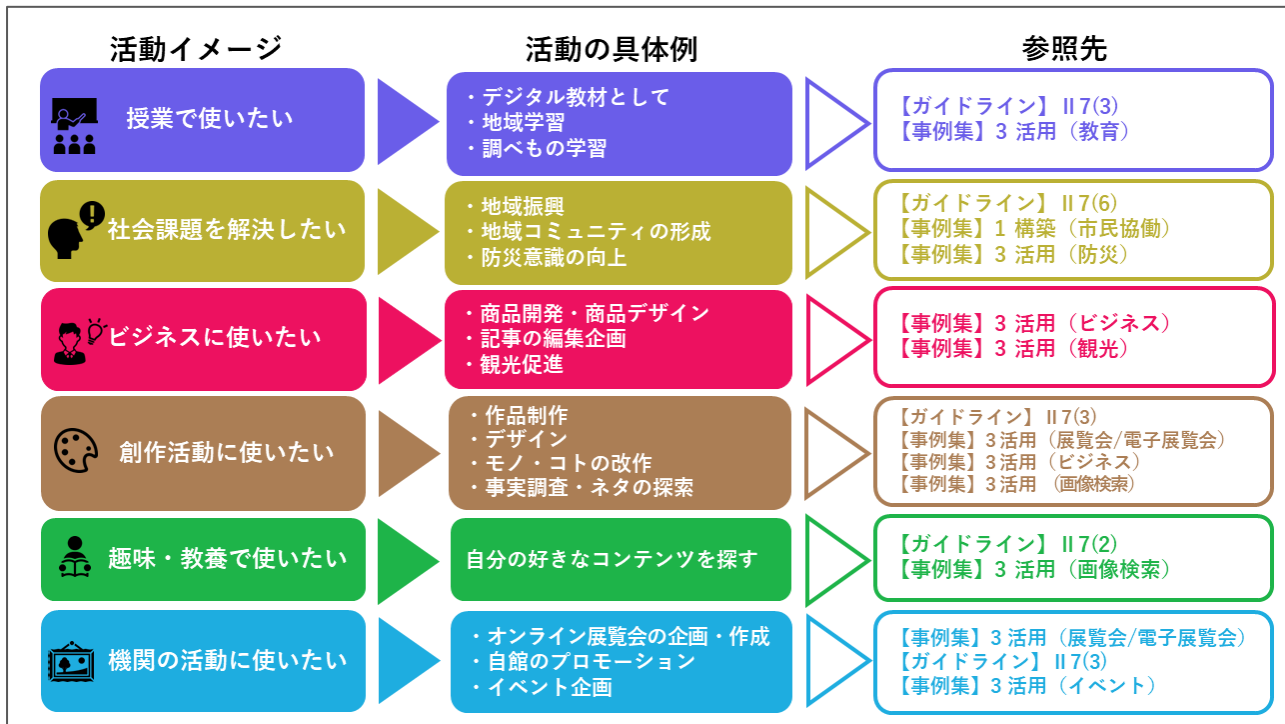 活動イメージ
活動の具体例
参照先
授業で使いたい
・デジタル教材として
・地域学習
・調べもの学習
【ガイドライン】Ⅱ7(3)
【事例集】3 活用（教育）
社会課題を解決したい
・地域振興
・地域コミュニティの形成
・防災意識の向上
【ガイドライン】Ⅱ7(6)
【事例集】1 構築（市民協働）
【事例集】3 活用（防災）
ビジネスに使いたい
・商品開発・商品デザイン
・記事の編集企画
・観光促進
【事例集】3 活用（ビジネス）
【事例集】3 活用（観光）
創作活動に使いたい
・作品制作
・デザイン
・モノ・コトの改作
・事実調査・ネタの探索
【ガイドライン】Ⅱ7(3)
【事例集】3活用（展覧会/電子展覧会）
【事例集】3活用（ビジネス）
【事例集】3活用（画像検索）
趣味・教養で使いたい
自分の好きなコンテンツを探す
【ガイドライン】Ⅱ7(2)
【事例集】3 活用（画像検索）
機関の活動に使いたい
・オンライン展覧会の企画・作成
・自館のプロモーション
・イベント企画
【事例集】3活用（展覧会/電子展覧会）
【ガイドライン】Ⅱ7(3)
【事例集】3 活用（イベント）